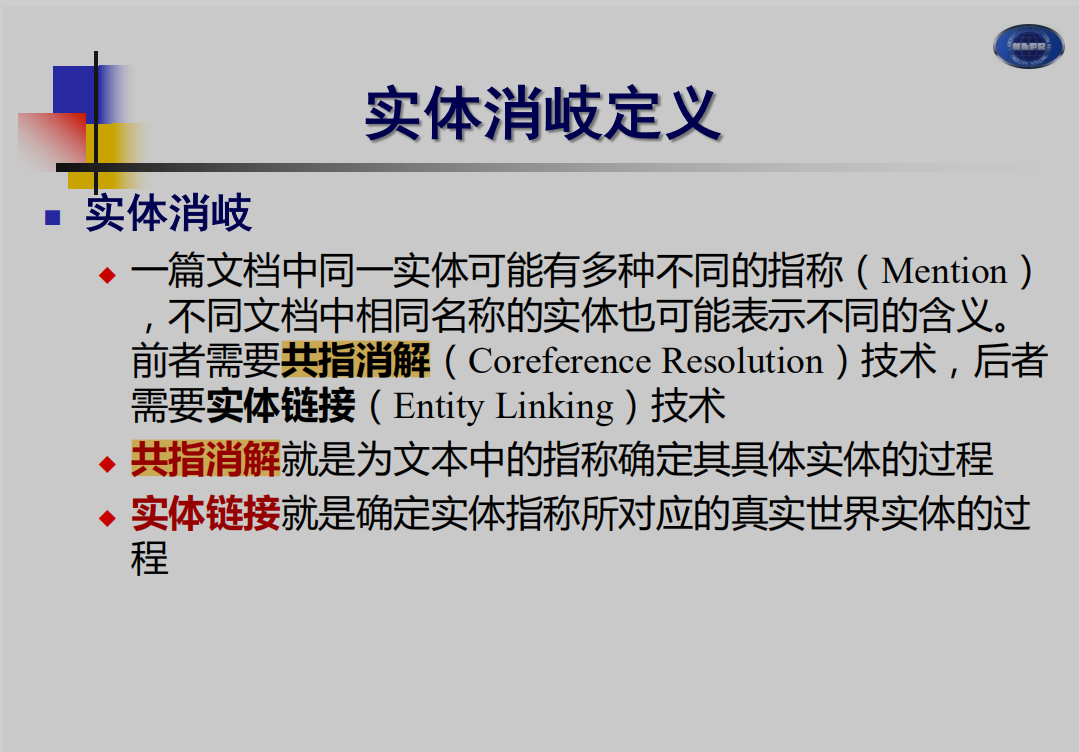 NLPR
实体消歧定义
实体消歧
一篇文档中同一实体可能有多种不同的指称（Mention）
，不同文档中相同名称的实体也可能表示不同的含义。
前者需要共指消解（Coreference Resolution）技术，后者
需要实体链接（Entity Linking）技术
共指消解就是为文本中的指称确定其具体实体的过程
实体链接就是确定实体指称所对应的真实世界实体的过
程